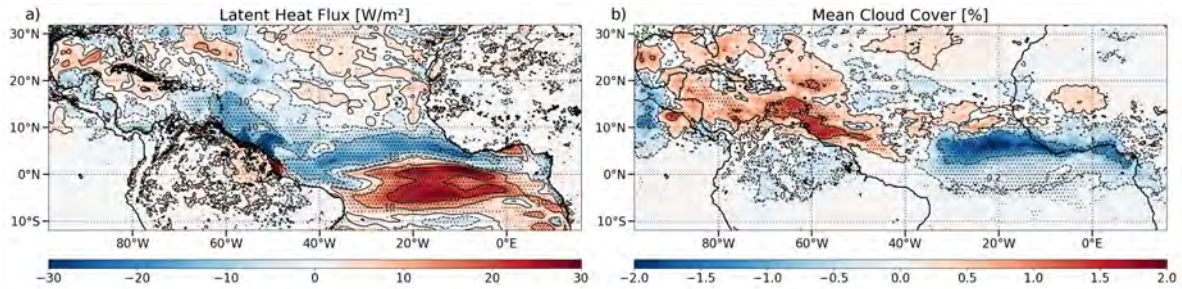 a) Latent Heat Flux [W/m²]
30°N
20°N
10°N
0°N
10°S
80°W 60°W 40°W 20°W 0°E
−30 −20 −10 0 10 20 30
b) Mean Cloud Cover [%]
30°N
20°N
10°N
0°N
10°S
0.2
80°W 60°W 40°W 20°W 0°E
−2.0 −1.5 −1.0 −0.5 0.0 0.5 1.0 1.5 2.0